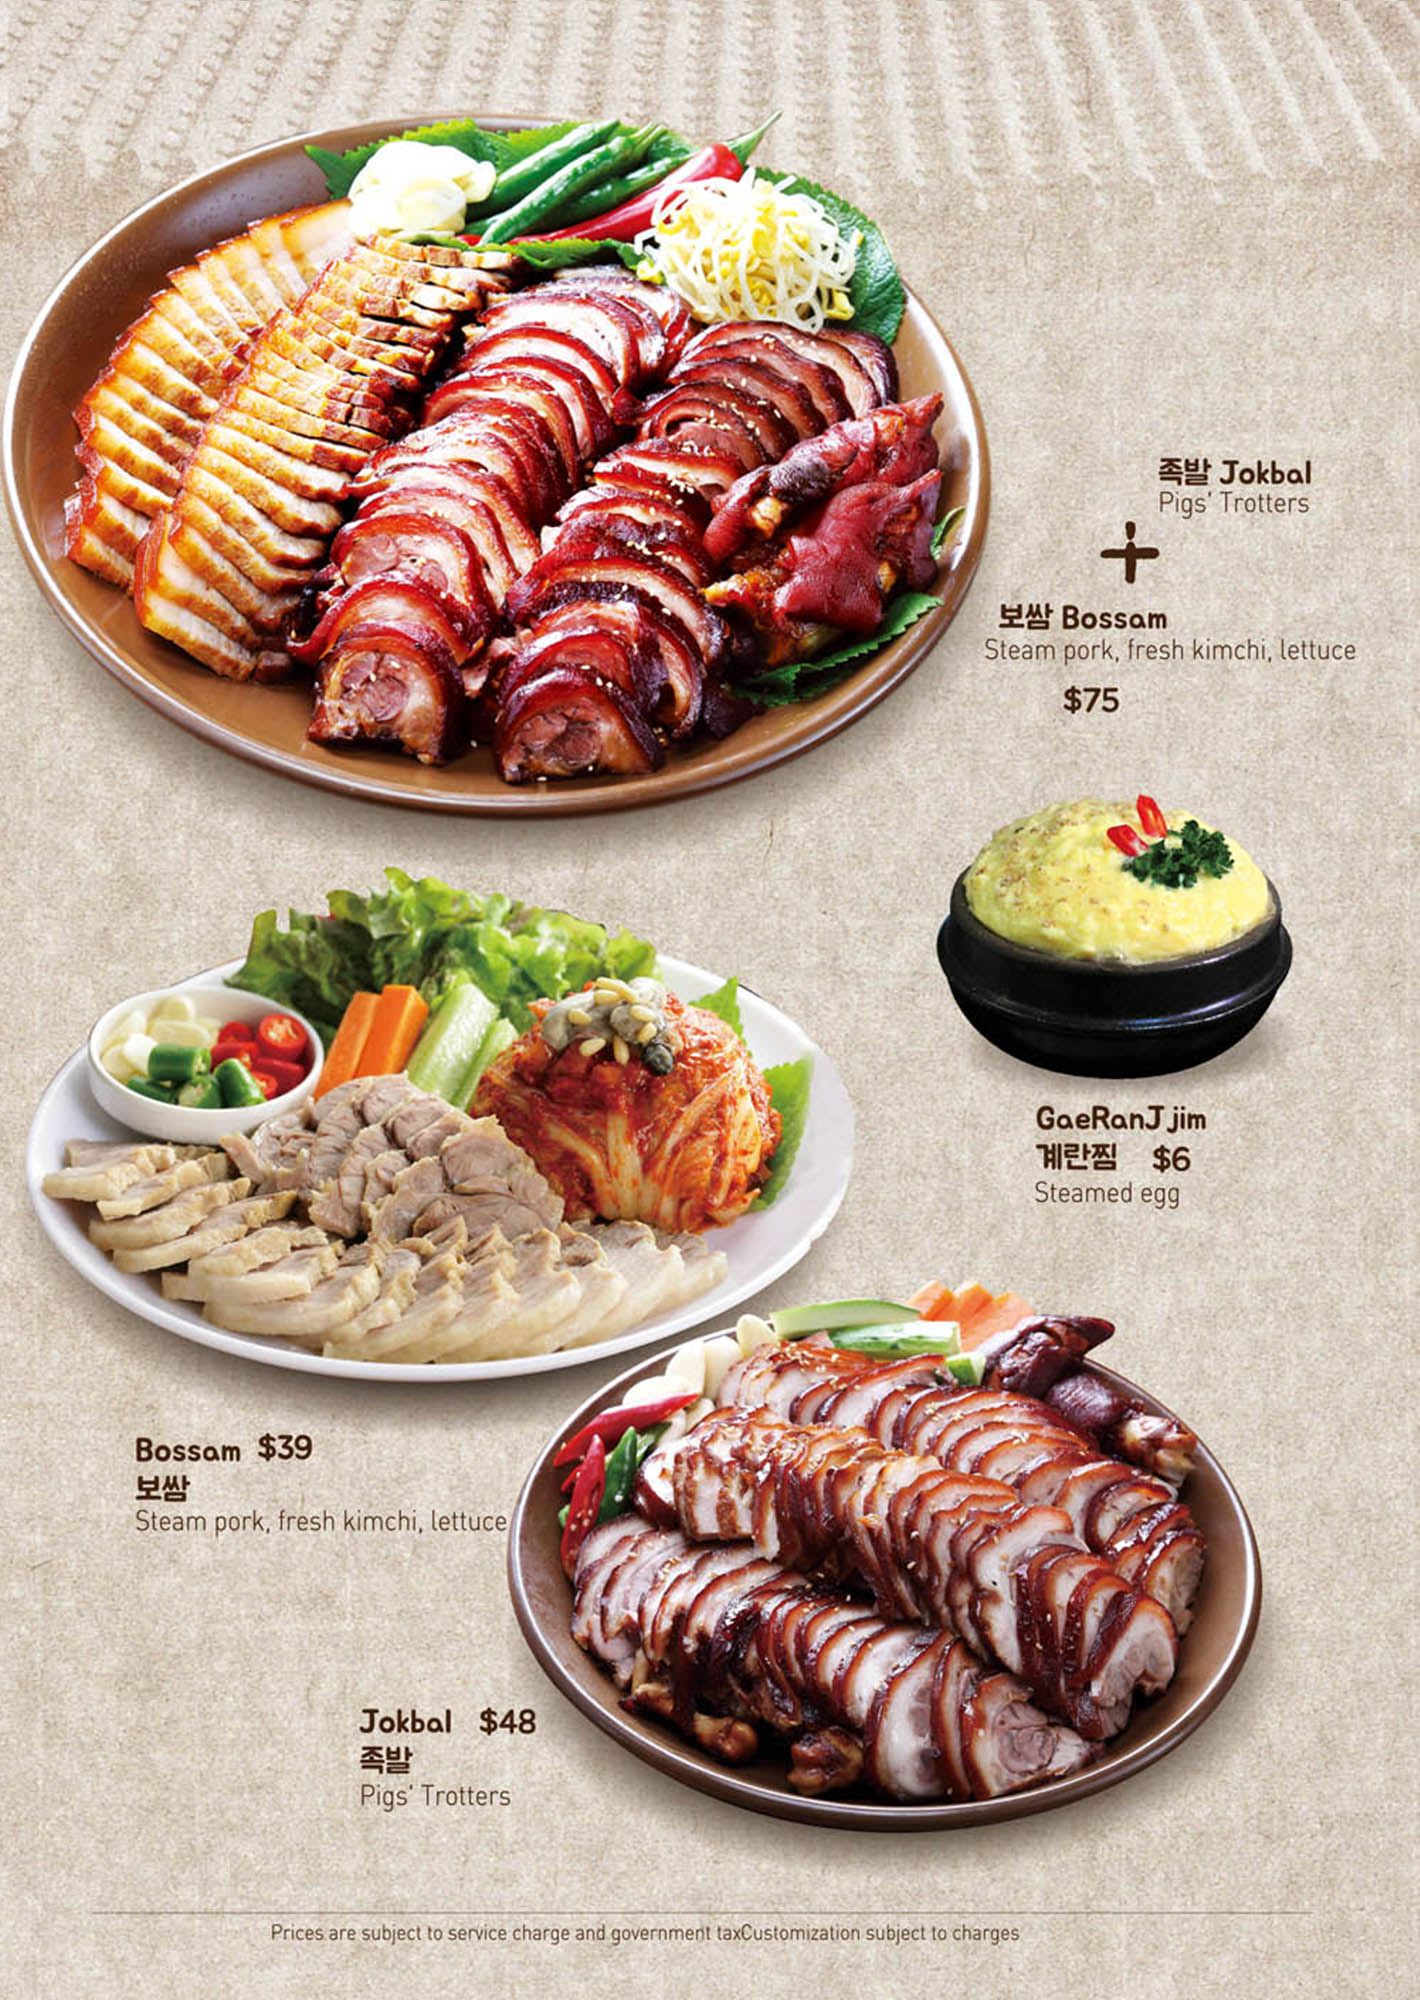 족발 Jokbal
Pigs' Trotters
+
보쌈 Bossam
Steam pork, fresh kimchi, lettuce
$75
GaeRanJjim
계란찜 $6
Steamed egg
Bossam $39
보쌈
Steam pork, fresh kimchi, lettuce
Jokbal $48
족발
Pigs' Trotters
Prices are subject to service charge and government taxCustomization subject to charges